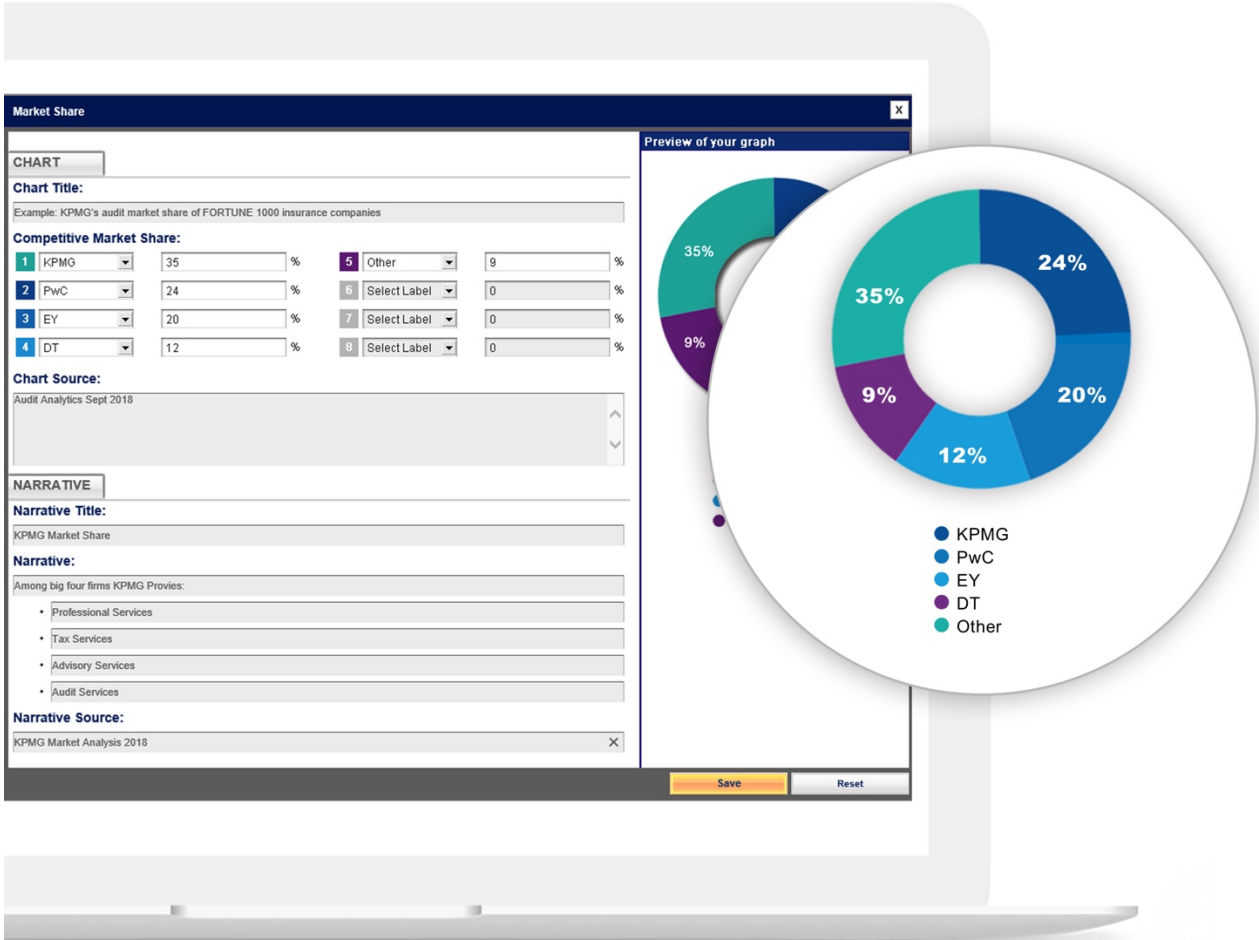 Market Share
X
CHART
Chart Title:
Example: KPMG's audit market share of FORTUNE 1000 insurance companies
Competitive Market Share:
1 KPMG 35 % 5 Other 9 %
2 PwC 24 % 6 Select Label 0 %
3 EY 20 % 7 Select Label 0 %
4 DT 12 % 8 Select Label 0 %
Chart Source:
Audit Analytics Sept 2018
NARRATIVE
Narrative Title:
KPMG Market Share
Narrative:
Among big four firms KPMG Provies:
• Professional Services
• Tax Services
• Advisory Services
• Audit Services
Narrative Source:
KPMG Market Analysis 2018
Preview of your graph
35%
9%
24%
35%
20%
9%
12%
KPMG
PwC
EY
DT
Other
Save
Reset